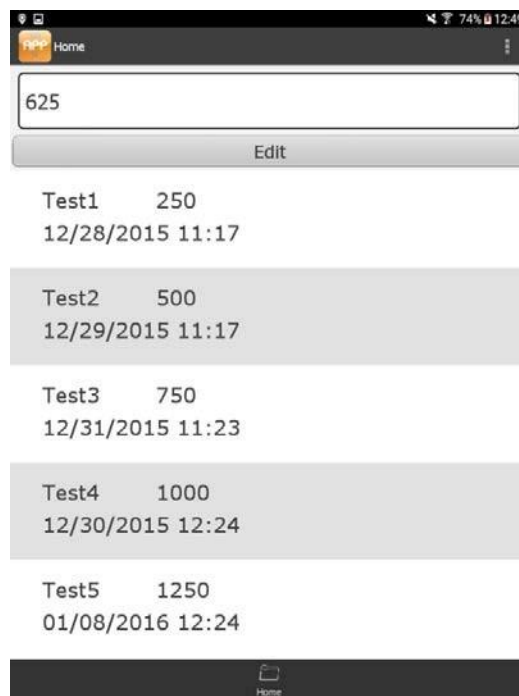 74% 12:49
APP Home
625
Edit
Test1 250
12/28/2015 11:17
Test2 500
12/29/2015 11:17
Test3 750
12/31/2015 11:23
Test4 1000
12/30/2015 12:24
Test5 1250
01/08/2016 12:24
Home